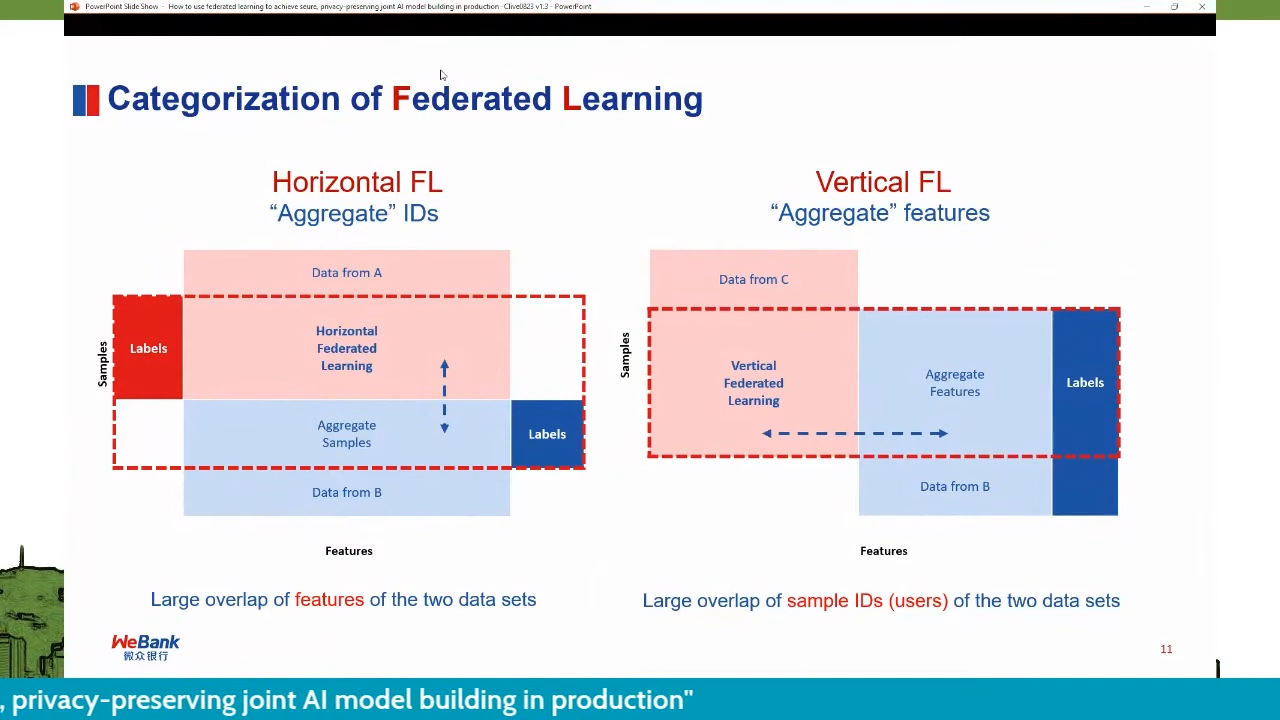 PowerPoint Slide Show - How to use federated learning to achieve seure, privacy-preserving joint AI model building in production -Clive0823 v1.3 - PowerPoint
Categorization of Federated Learning
Horizontal FL
“Aggregate” IDs
Data from A
Labels
Horizontal
Federated
Learning
Samples
Aggregate
Samples
Labels
Data from B
Features
Large overlap of features of the two data sets
Vertical FL
“Aggregate” features
Data from C
Samples
Vertical
Federated
Learning
Aggregate
Features
Labels
Data from B
Features
Large overlap of sample IDs (users) of the two data sets
WeBank
微众银行
11
, privacy-preserving joint AI model building in production"